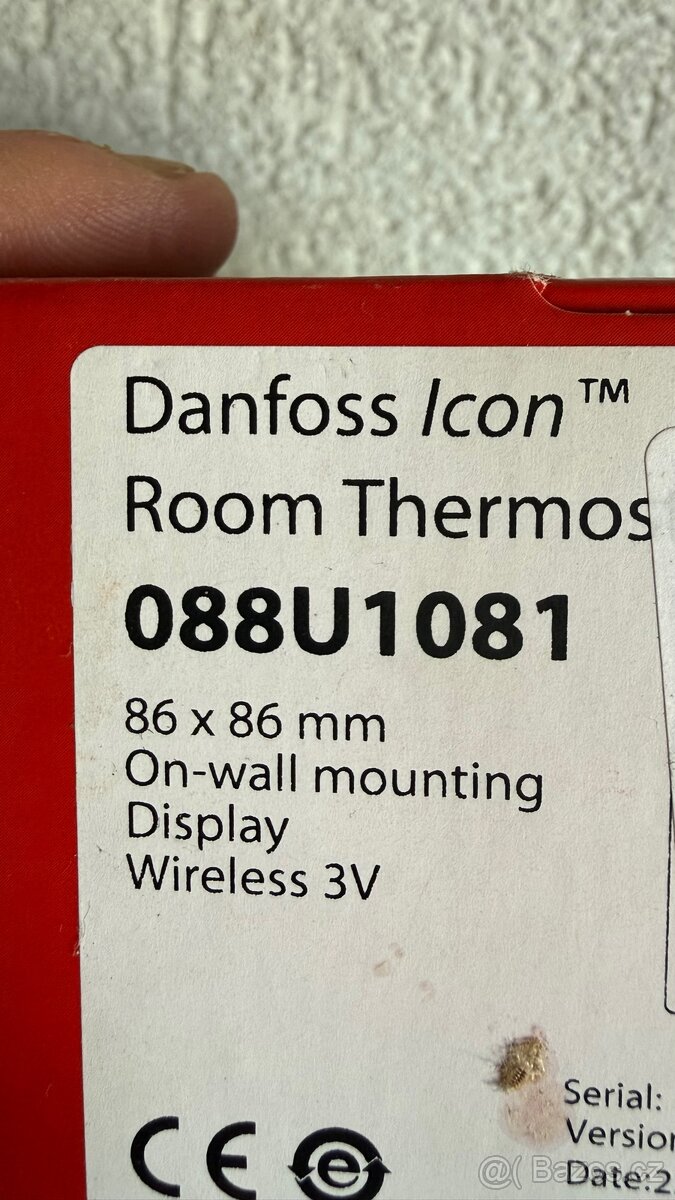 Danfoss Icon™
Room Thermos
088U1081
86 x 86 mm
On-wall mounting
Display
Wireless 3V
CE e
Serial:
Version
Date:2
@( Bazos.cz